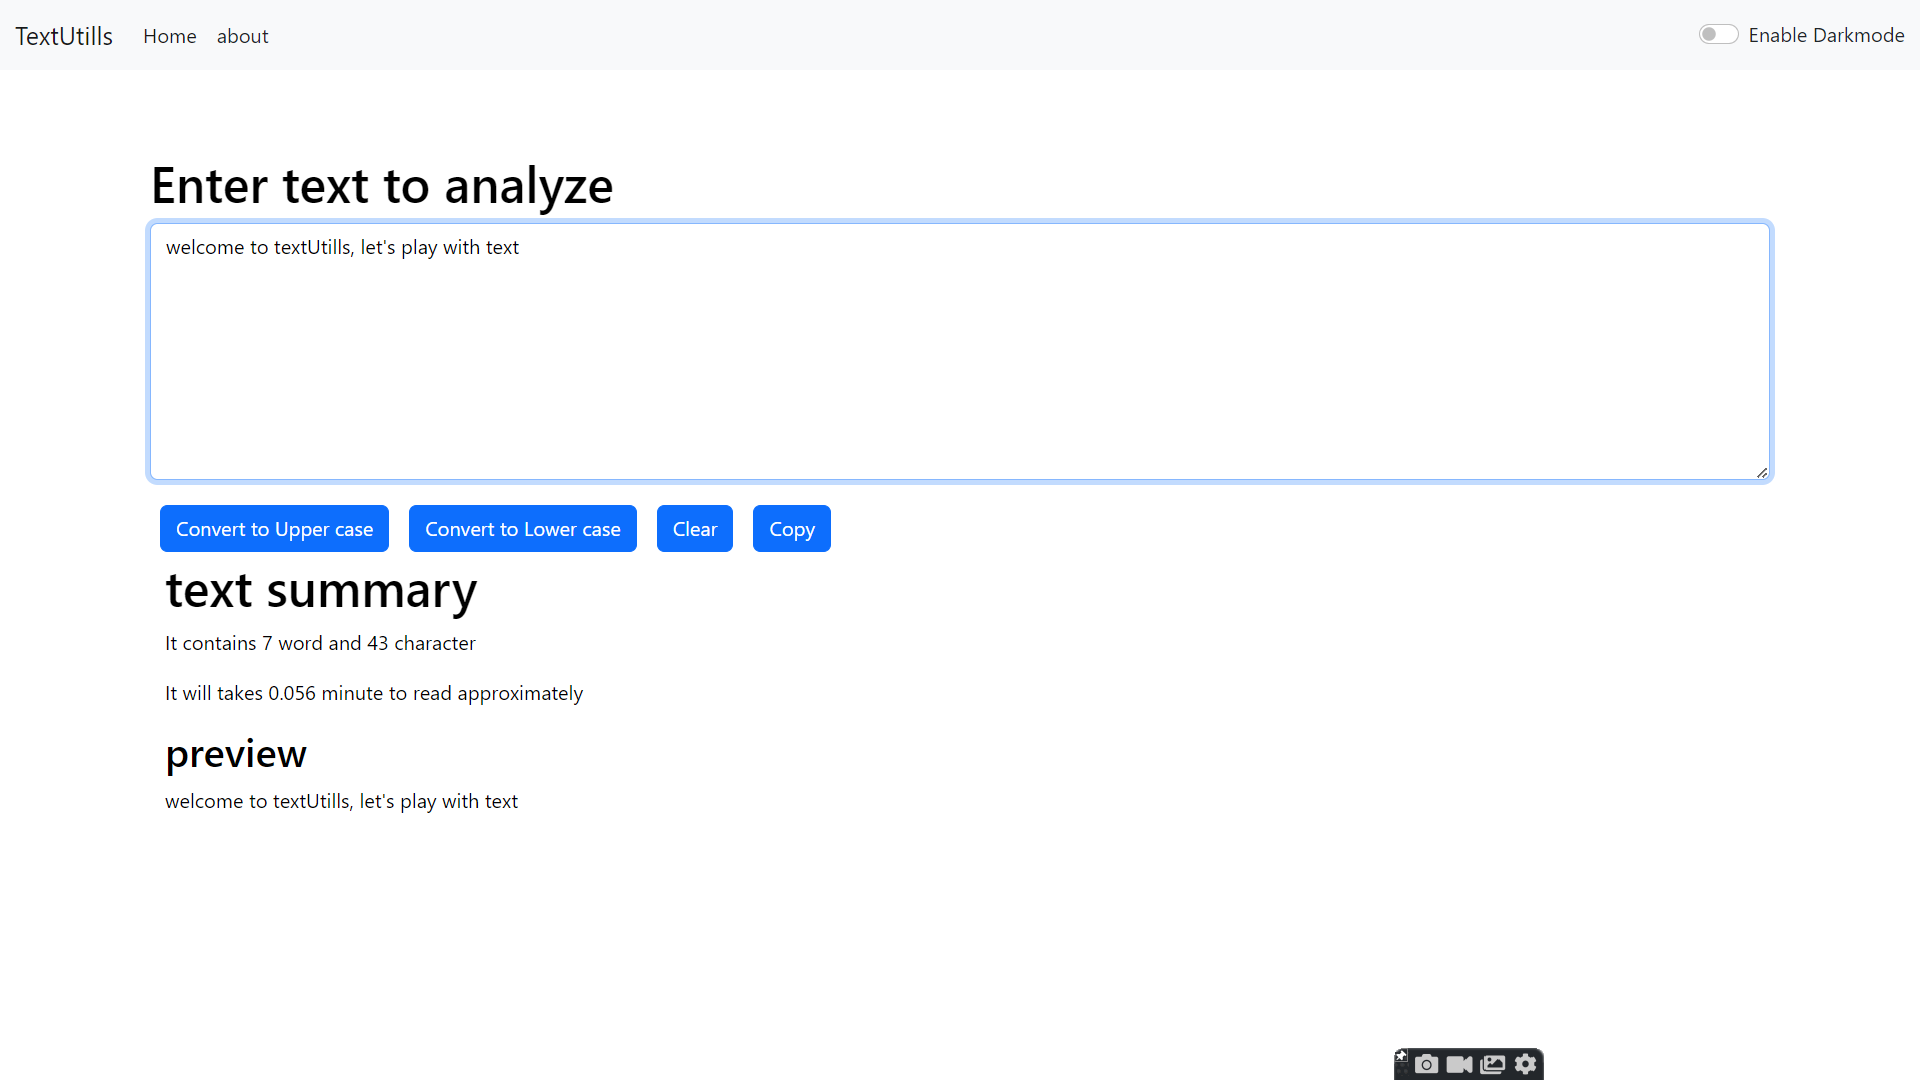 TextUtills Home about Enable Darkmode
Enter text to analyze
welcome to textUtills, let's play with text
Convert to Upper case Convert to Lower case Clear Copy
text summary
It contains 7 word and 43 character
It will takes 0.056 minute to read approximately
preview
welcome to textUtills, let's play with text